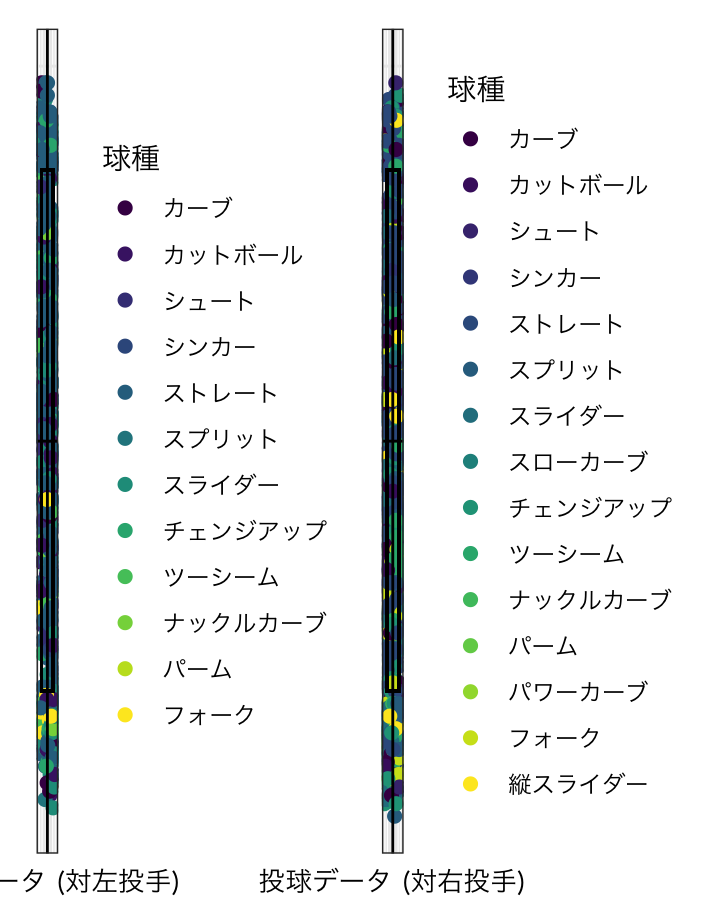 球種
カーブ
カットボール
シュート
シンカー
ストレート
スプリット
スライダー
チェンジアップ
ツーシーム
ナックルカーブ
パーム
フォーク
ータ (対左投手)
球種
カーブ
カットボール
シュート
シンカー
ストレート
スプリット
スライダー
スローカーブ
チェンジアップ
ツーシーム
ナックルカーブ
パーム
パワーカーブ
フォーク
縦スライダー
投球データ (対右投手)